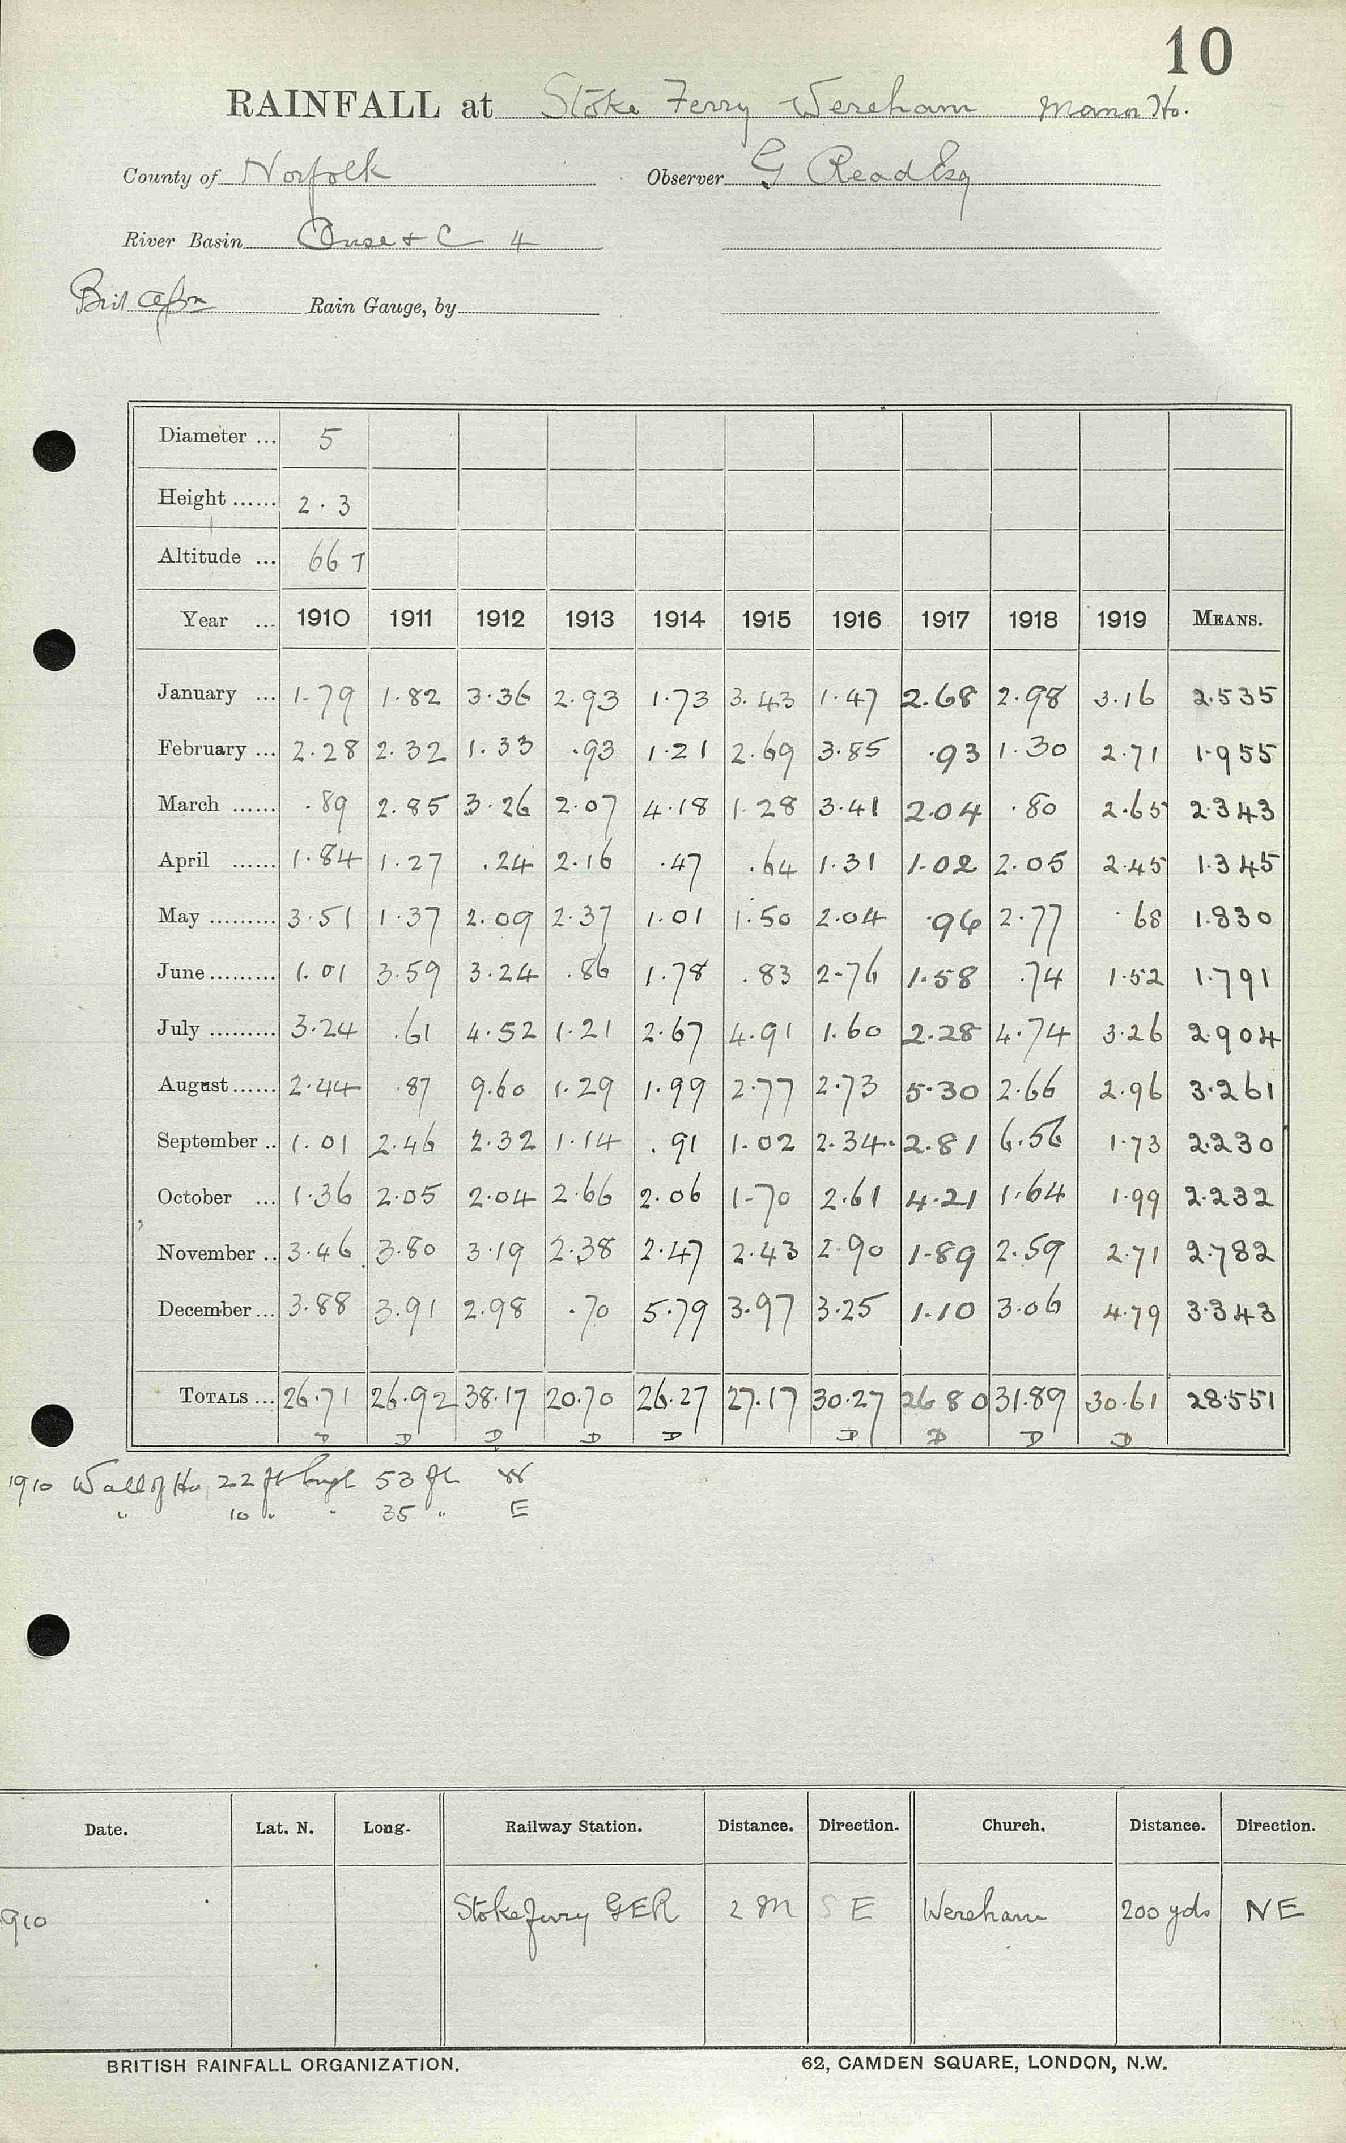 10
RAINFALL at Stoke Ferry Wereham Manor Ho.
County of Norfolk Observer G Read Esq
River Basin Ouse + C 4
Rain Gauge, by
Diameter ... 5
Height ...... 2.3
Altitude ... 66 T
Year ... 1910 1911 1912 1913 1914 1915 1916 1917 1918 1919 MEANS.
January ... 1.79 1.82 3.36 2.93 1.73 3.43 1.47 2.68 2.98 3.16 2.535
February ... 2.28 2.32 1.33 .93 1.21 2.69 3.85 .93 1.30 2.71 1.955
March ...... .89 2.85 3.26 2.07 4.18 1.28 3.41 2.04 .80 2.65 2.343
April ...... 1.84 1.27 .24 2.16 .47 .64 1.31 1.02 2.05 2.45 1.345
May ......... 3.51 1.37 2.09 2.37 1.01 1.50 2.04 .96 2.77 .68 1.830
June ......... 1.01 3.59 3.24 .86 1.78 .83 2.76 1.58 .74 1.52 1.791
July ......... 3.24 .61 4.52 1.21 2.67 4.91 1.60 2.28 4.74 3.26 2.904
August ...... 2.44 .87 9.60 1.29 1.99 2.77 2.73 5.30 2.66 2.96 3.261
September .. 1.01 2.46 2.32 1.14 .91 1.02 2.34. 2.81 6.56 1.73 2.230
October ... 1.36 2.05 2.04 2.66 2.06 1.70 2.61 4.21 1.64 1.99 2.232
November .. 3.46 3.80 3.19 2.38 2.47 2.43 2.90 1.89 2.59 2.71 2.782
December ... 3.88 3.91 2.98 .70 5.79 3.97 3.25 1.10 3.06 4.79 3.343
TOTALS ... 26.71 26.92 38.17 20.70 26.27 27.17 30.27 26.80 31.89 30.61 28.551
D D D D D D D D D
1910 Wall of Ho 22 ft high 53 ft W
" 10 " " 35 " E
Date. Lat. N. Long. Railway Station. Distance. Direction. Church. Distance. Direction.
910 Stoke Ferry GER 2 M S E Wereham 200 yds NE
BRITISH RAINFALL ORGANIZATION. 62, CAMDEN SQUARE, LONDON, N.W.